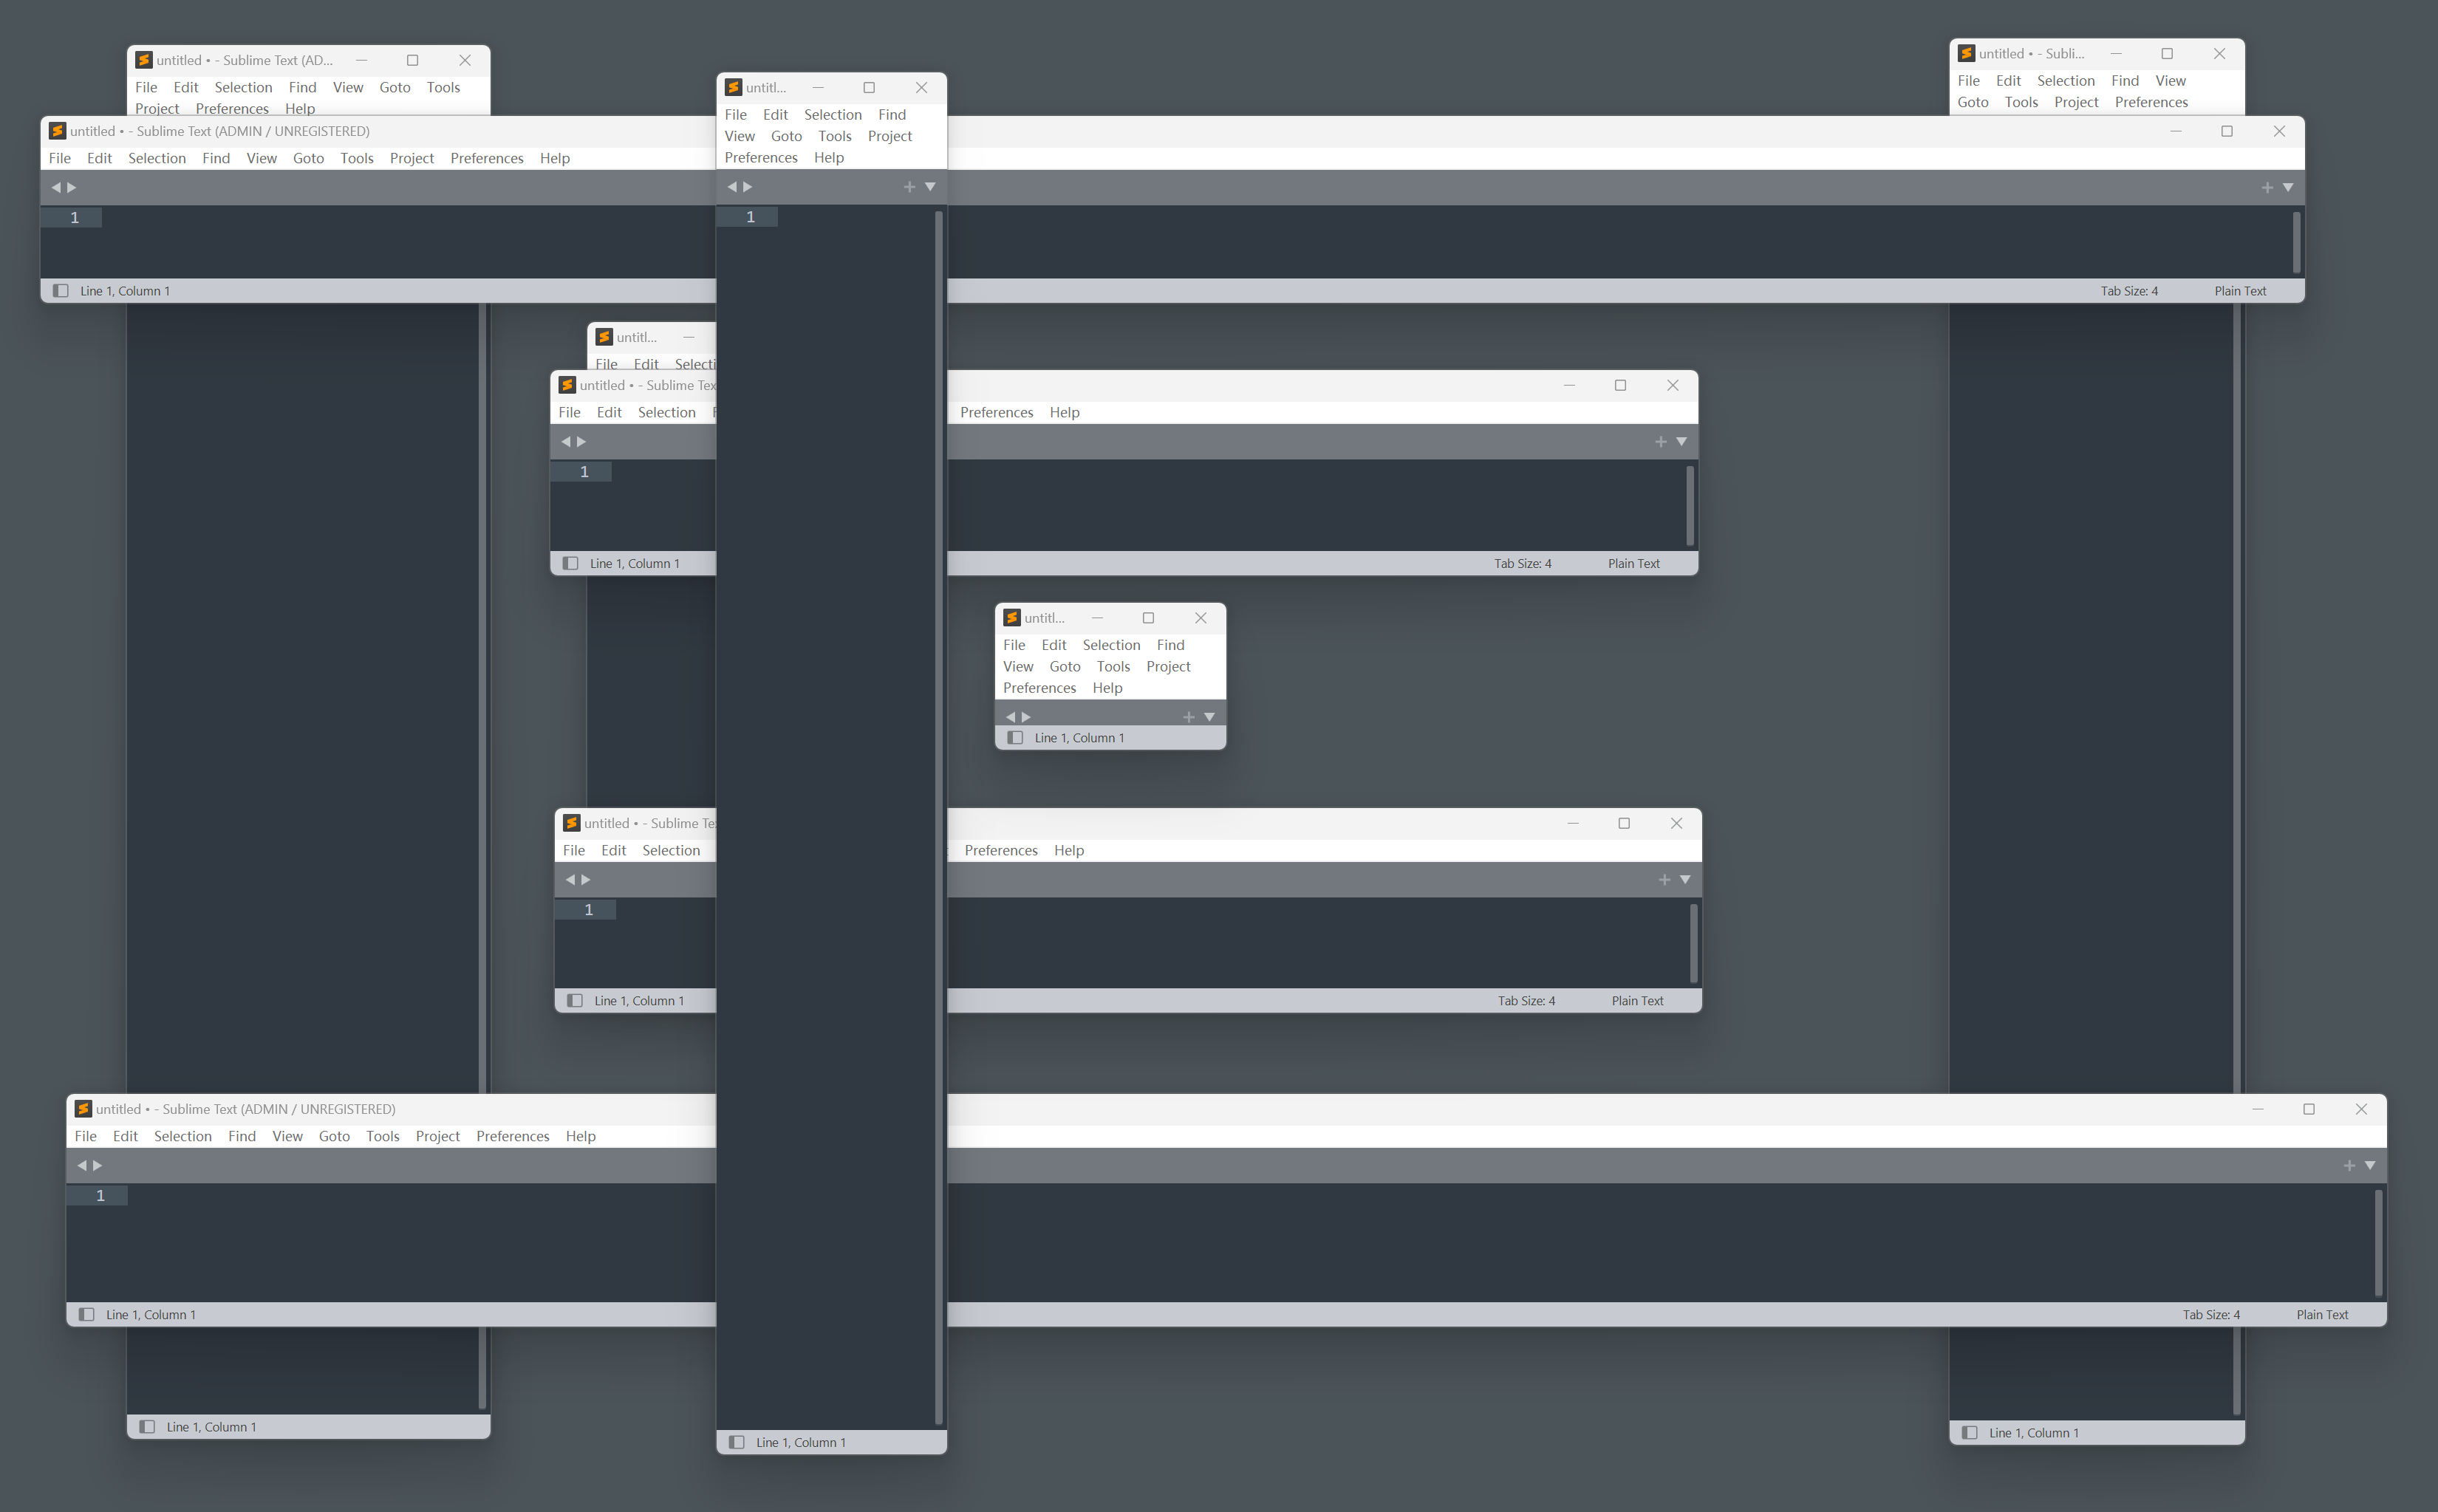 untitled • - Sublime Text (AD...
File Edit Selection Find View Goto Tools
Project Preferences Help
untitled • - Subli...
File Edit Selection Find View
Goto Tools Project Preferences
untitl...
File Edit Selection Find
View Goto Tools Project
Preferences Help
1
Line 1, Column 1
untitled • - Sublime Text (ADMIN / UNREGISTERED)
File Edit Selection Find View Goto Tools Project Preferences Help
1
Line 1, Column 1 Tab Size: 4 Plain Text
untitl...
File Edit Selecti
untitled • - Sublime Tex
File Edit Selection Preferences Help
1
Line 1, Column 1 Tab Size: 4 Plain Text
untitl...
File Edit Selection Find
View Goto Tools Project
Preferences Help
Line 1, Column 1
untitled • - Sublime Te
File Edit Selection Preferences Help
1
Line 1, Column 1 Tab Size: 4 Plain Text
untitled • - Sublime Text (ADMIN / UNREGISTERED)
File Edit Selection Find View Goto Tools Project Preferences Help
1
Line 1, Column 1 Tab Size: 4 Plain Text
Line 1, Column 1
Line 1, Column 1